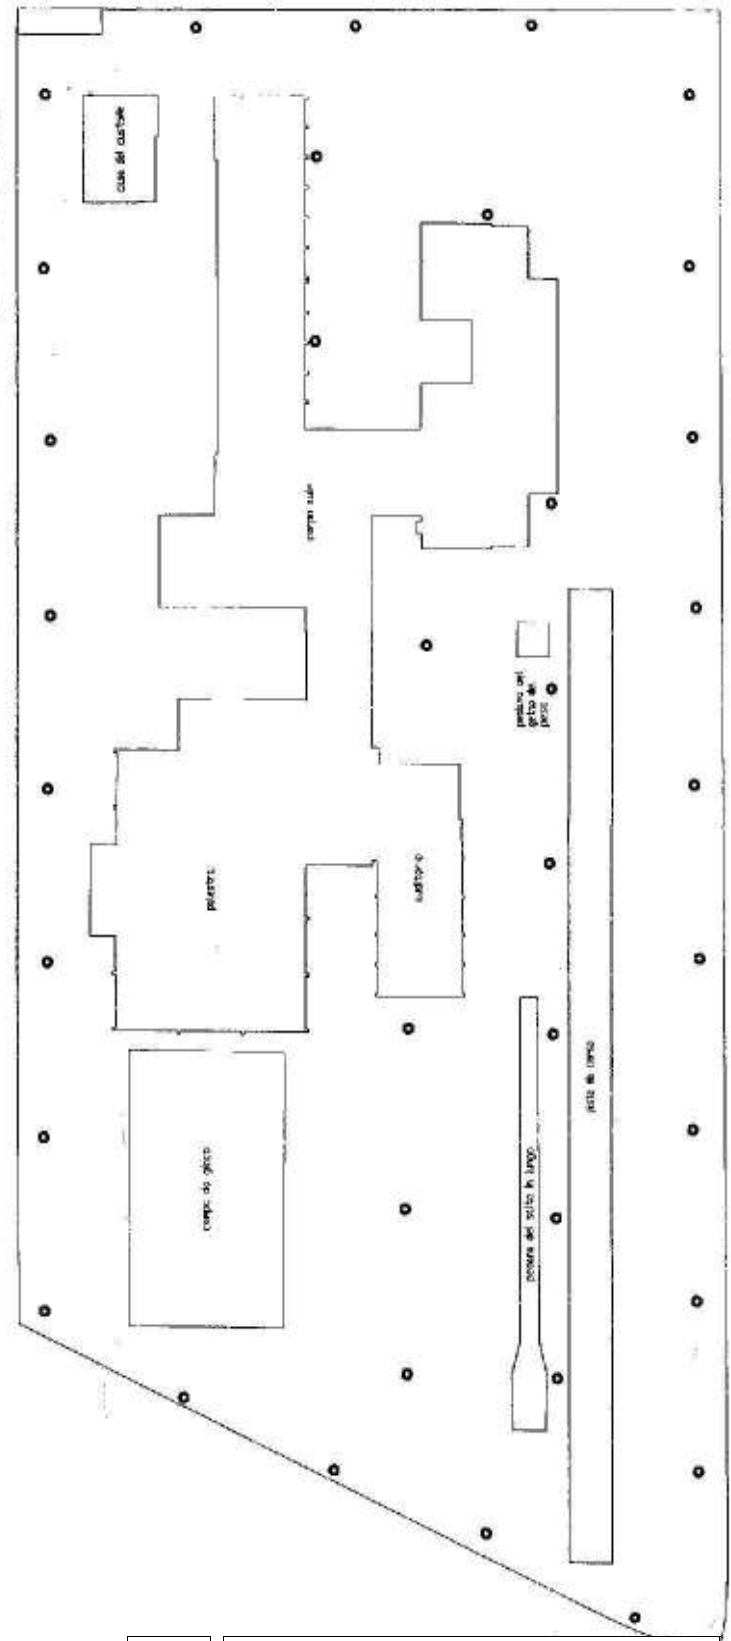 casa del custode
corpo aule
pedana del
getto del
peso
palestra
auditorio
pista da corsa
pedana del salto in lungo
campo da gioco